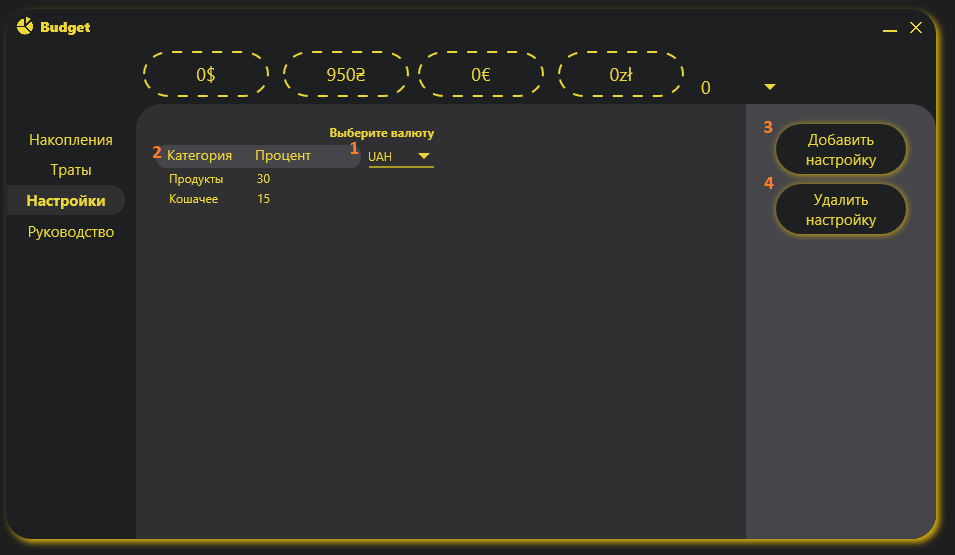 Budget
0$ 950₴ 0€ 0zł 0
Накопления
Траты
Настройки
Руководство
Выберите валюту
1 UAH
2 Категория Процент
Продукты 30
Кошачее 15
3 Добавить
настройку
4 Удалить
настройку